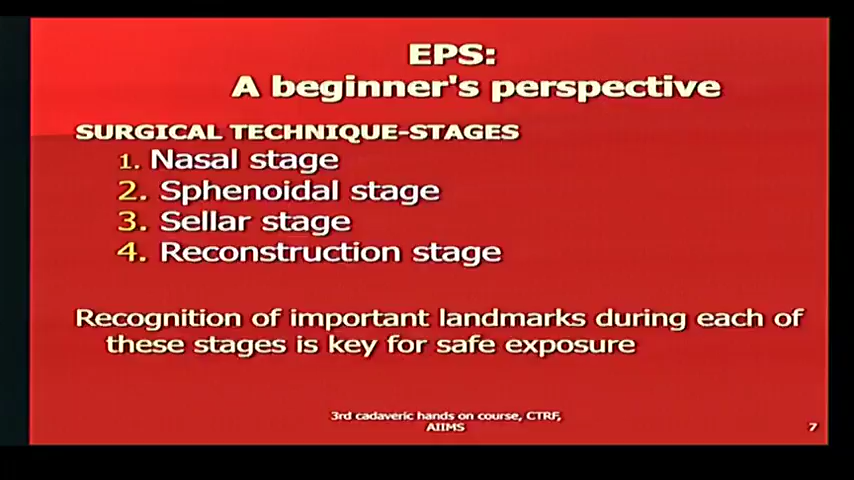 EPS:
A beginner's perspective
SURGICAL TECHNIQUE-STAGES
1. Nasal stage
2. Sphenoidal stage
3. Sellar stage
4. Reconstruction stage
Recognition of important landmarks during each of
these stages is key for safe exposure
3rd cadaveric hands on course, CTRF,
AIIMS
7